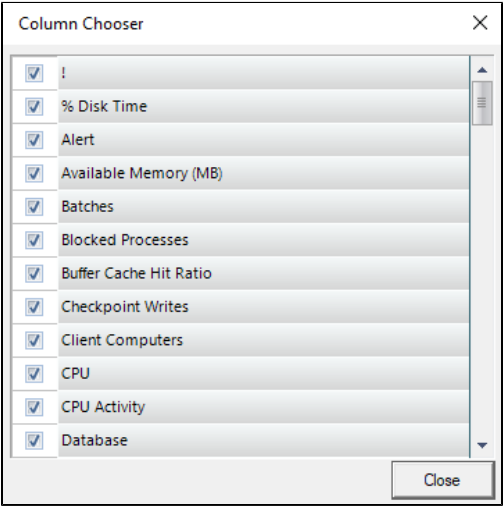 Column Chooser
!
% Disk Time
Alert
Available Memory (MB)
Batches
Blocked Processes
Buffer Cache Hit Ratio
Checkpoint Writes
Client Computers
CPU
CPU Activity
Database
Close